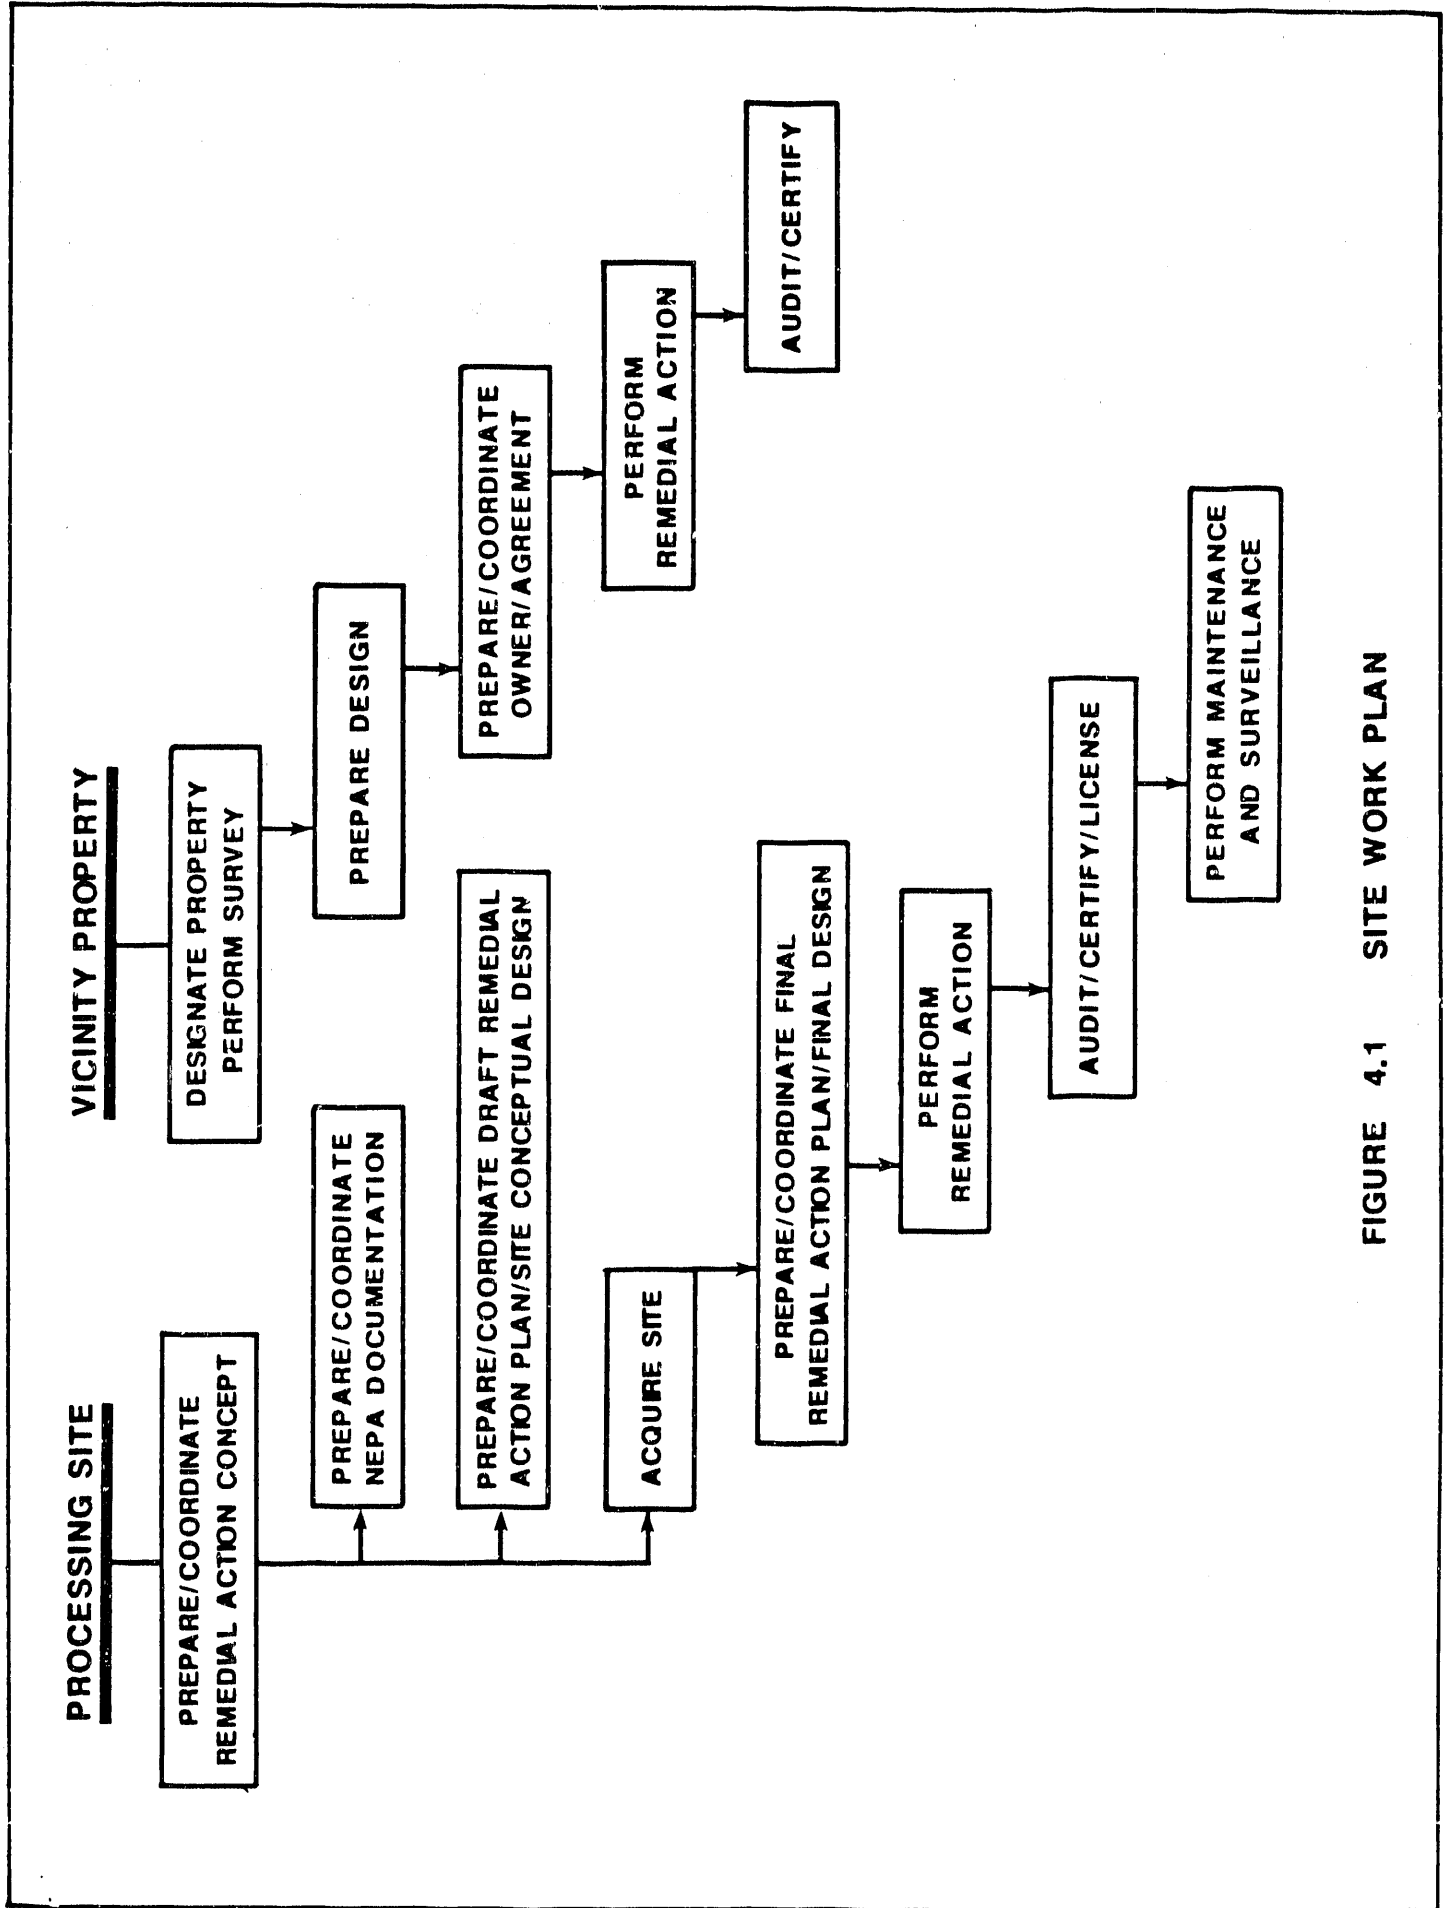 PROCESSING SITE
PREPARE/COORDINATE
REMEDIAL ACTION CONCEPT
PREPARE/COORDINATE
NEPA DOCUMENTATION
PREPARE/COORDINATE DRAFT REMEDIAL
ACTION PLAN/SITE CONCEPTUAL DESIGN
ACQUIRE SITE
PREPARE/COORDINATE FINAL
REMEDIAL ACTION PLAN/FINAL DESIGN
PERFORM
REMEDIAL ACTION
AUDIT/CERTIFY/LICENSE
PERFORM MAINTENANCE
AND SURVEILLANCE
VICINITY PROPERTY
DESIGNATE PROPERTY
PERFORM SURVEY
PREPARE DESIGN
PREPARE/COORDINATE
OWNER/AGREEMENT
PERFORM
REMEDIAL ACTION
AUDIT/CERTIFY
FIGURE 4.1 SITE WORK PLAN